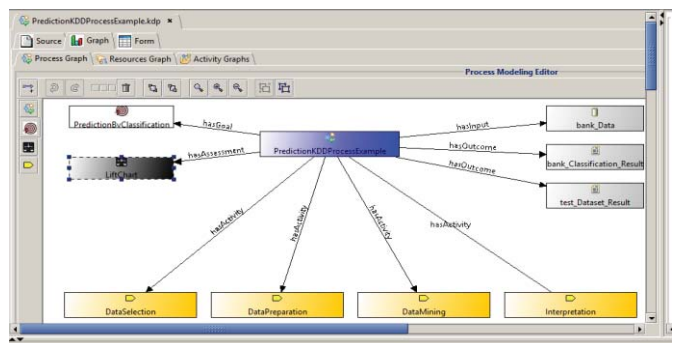 PredictionKDDProcessExample.kdp
Source Graph Form
Process Graph Resources Graph Activity Graphs
Process Modeling Editor
PredictionByClassification
hasGoal
hasInput
bank_Data
PredictionKDDProcessExample
hasAssessment
LiftChart
hasOutcome
bank_Classification_Result
hasOutcome
test_Dataset_Result
hasActivity
hasActivity
hasActivity
hasActivity
DataSelection
DataPreparation
DataMining
Interpretation